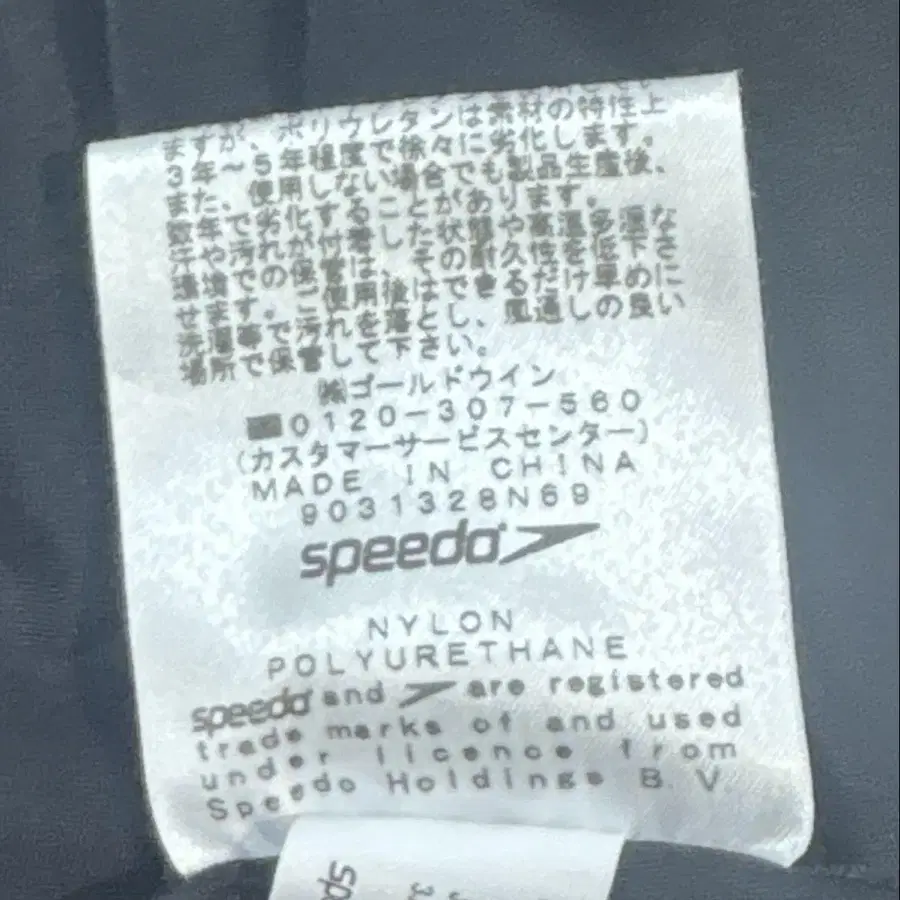 ますが、ポリウレタンは素材の特性上
3年～5年程度で徐々に劣化します。
また、使用しない場合でも製品生産後、
数年で劣化することがあります。
汗や汚れが付着した状態や高温多湿な
環境での保管は、その耐久性を低下さ
せます。ご使用後はできるだけ早めに
洗濯等で汚れを落とし、風通しの良い
場所で保管して下さい。
㈱ゴールドウイン
0120-307-560
(カスタマーサービスセンター)
MADE IN CHINA
9031328N69
speedo
NYLON
POLYURETHANE
speedo and are registered
trade marks of and used
under licence from
Speedo Holdings B.V
sp